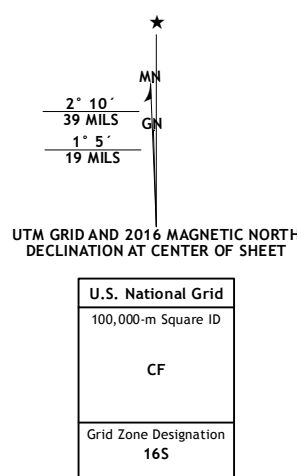 MN
2° 10´
39 MILS
GN
1° 5´
19 MILS
UTM GRID AND 2016 MAGNETIC NORTH
DECLINATION AT CENTER OF SHEET
U.S. National Grid
100,000-m Square ID
CF
Grid Zone Designation
16S